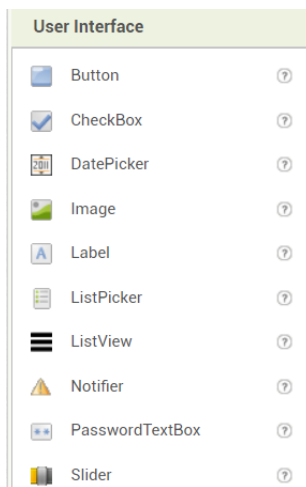 User Interface
Button
CheckBox
DatePicker
Image
Label
ListPicker
ListView
Notifier
PasswordTextBox
Slider